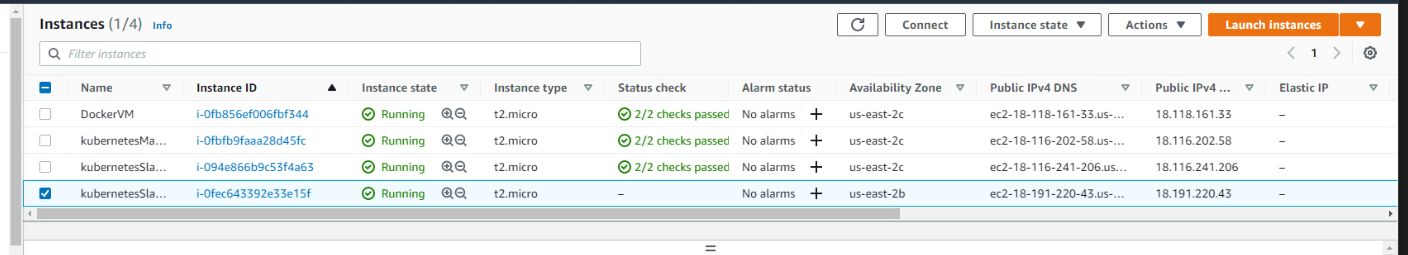 Instances (1/4) Info Connect Instance state Actions Launch instances
Filter instances 1
Name Instance ID Instance state Instance type Status check Alarm status Availability Zone Public IPv4 DNS Public IPv4 ... Elastic IP
DockerVM i-0fb856ef006fbf344 Running t2.micro 2/2 checks passed No alarms + us-east-2c ec2-18-118-161-33.us-... 18.118.161.33 –
kubernetesMa... i-0fbfb9faaa28d45fc Running t2.micro 2/2 checks passed No alarms + us-east-2c ec2-18-116-202-58.us-... 18.116.202.58 –
kubernetesSla... i-094e866b9c53f4a63 Running t2.micro 2/2 checks passed No alarms + us-east-2c ec2-18-116-241-206.us... 18.116.241.206 –
kubernetesSla... i-0fec643392e33e15f Running t2.micro – No alarms + us-east-2b ec2-18-191-220-43.us-... 18.191.220.43 –